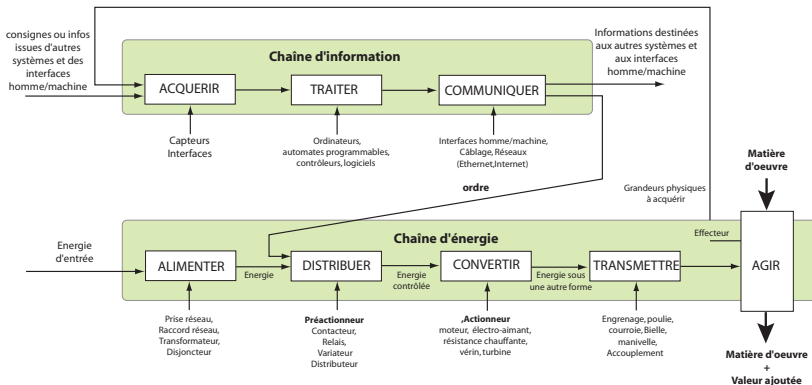 consignes ou infos
issues d'autres
systèmes et des
interfaces
homme/machine
Chaîne d'information
Informations destinées
aux autres systèmes et
aux interfaces
homme/machine
ACQUERIR
TRAITER
COMMUNIQUER
Capteurs
Interfaces
Ordinateurs,
automates programmables,
contrôleurs, logiciels
Interfaces homme/machine,
Câblage, Réseaux
(Ethernet,Internet)
ordre
Grandeurs physiques
à acquérir
Matière
d'oeuvre
Energie
d'entrée
Chaîne d'énergie
Effecteur
ALIMENTER
Energie
DISTRIBUER
Energie
contrôlée
CONVERTIR
Energie sous
une autre forme
TRANSMETTRE
AGIR
Prise réseau,
Raccord réseau,
Transformateur,
Disjoncteur
Préactionneur
Contacteur,
Relais,
Variateur
Distributeur
,Actionneur
moteur, électro-aimant,
résistance chauffante,
vérin, turbine
Engrenage, poulie,
courroie, Bielle,
manivelle,
Accouplement
Matière d'oeuvre
+
Valeur ajoutée